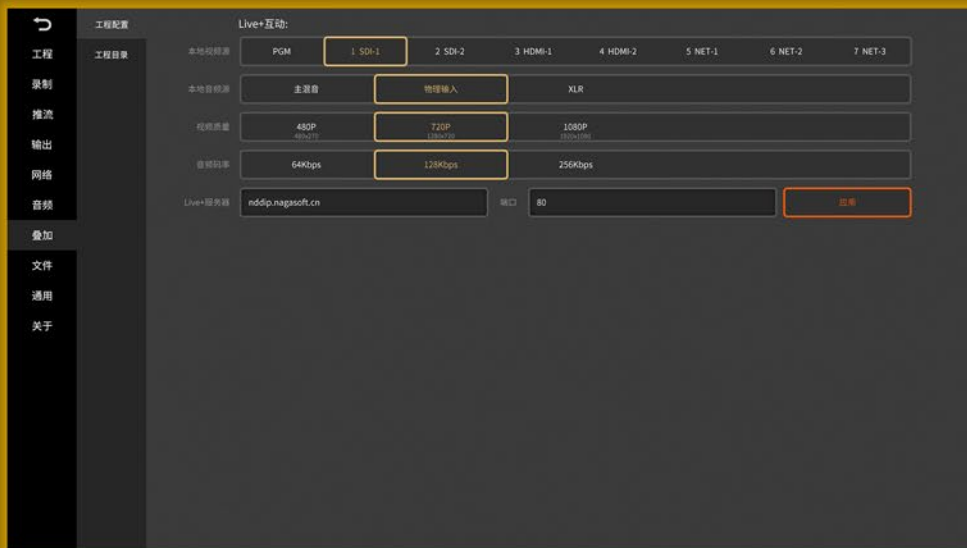 工程配置
Live+互动:
工程
工程目录
本地视频源
PGM
1 SDI-1
2 SDI-2
3 HDMI-1
4 HDMI-2
5 NET-1
6 NET-2
7 NET-3
录制
本地音频源
主混音
物理输入
XLR
推流
视频质量
480P
480x270
720P
1280x720
1080P
输出
音频码率
64Kbps
128Kbps
256Kbps
网络
音频
Live+服务器
nddip.nagasoft.cn
端口
80
应用
叠加
文件
通用
关于